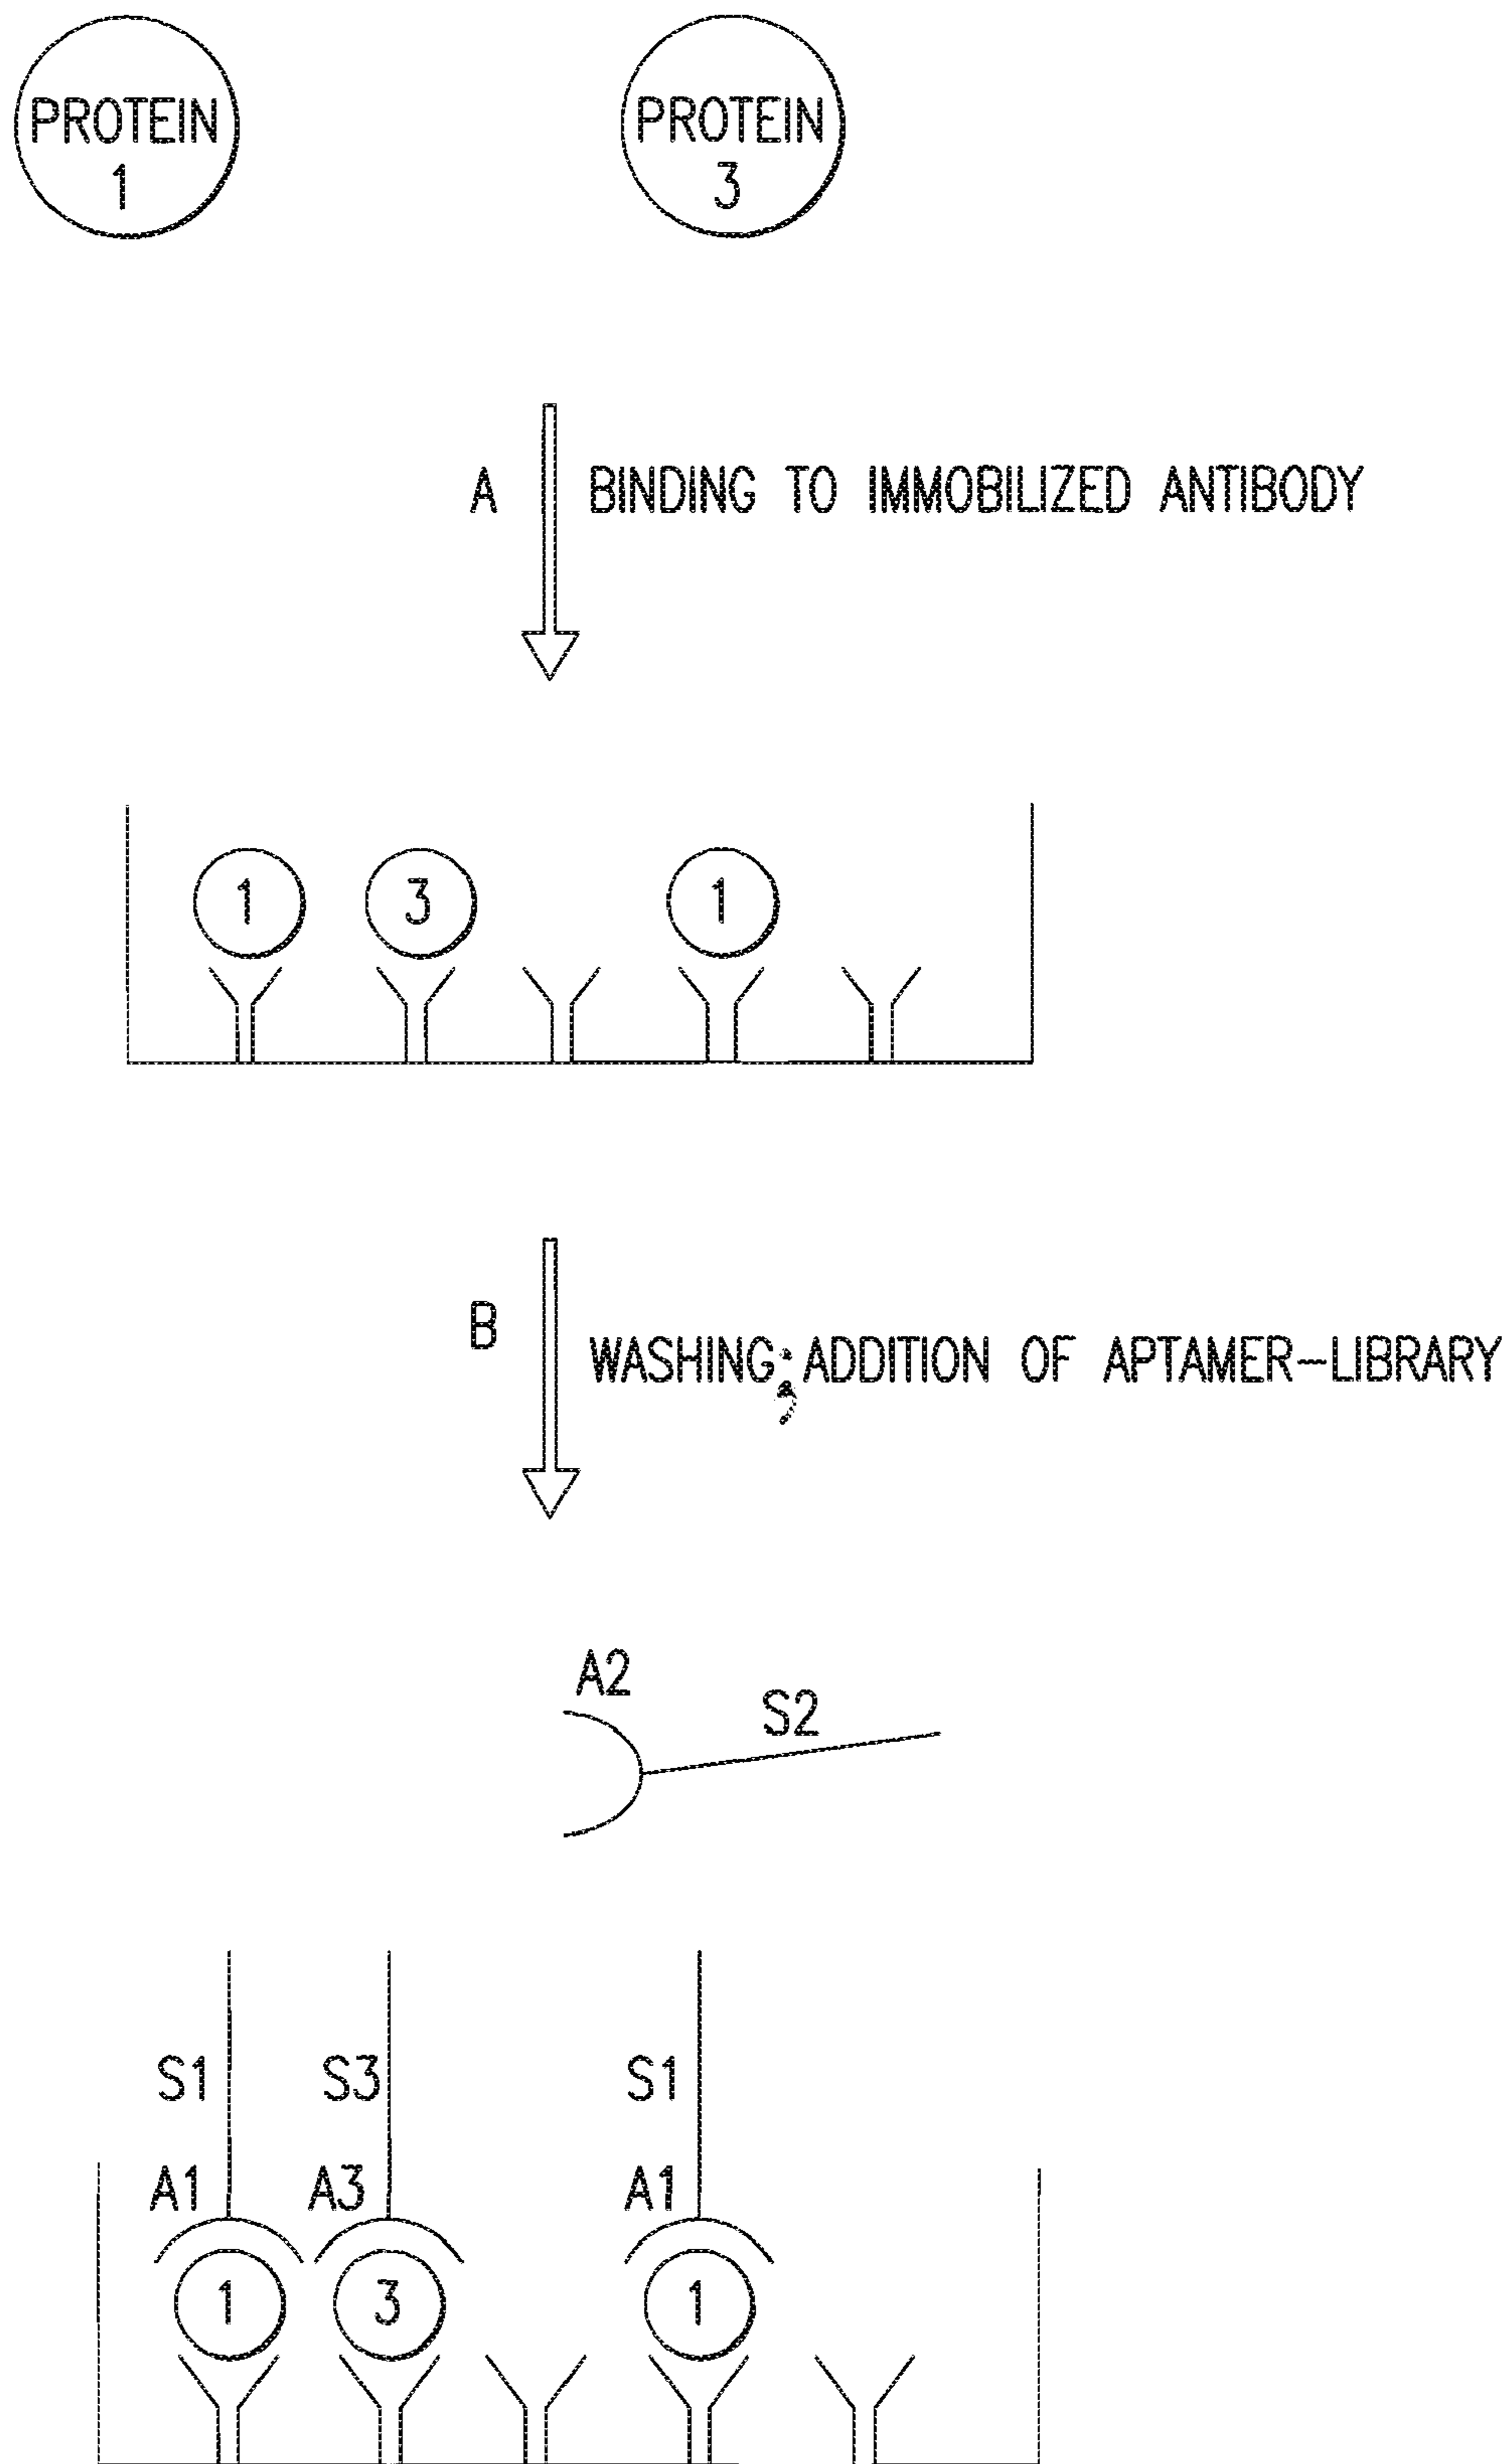 PROTEIN
1
PROTEIN
3
A BINDING TO IMMOBILIZED ANTIBODY
1 3 1
B
WASHING; ADDITION OF APTAMER-LIBRARY
A2
S2
S1 S3 S1
A1 A3 A1
1 3 1